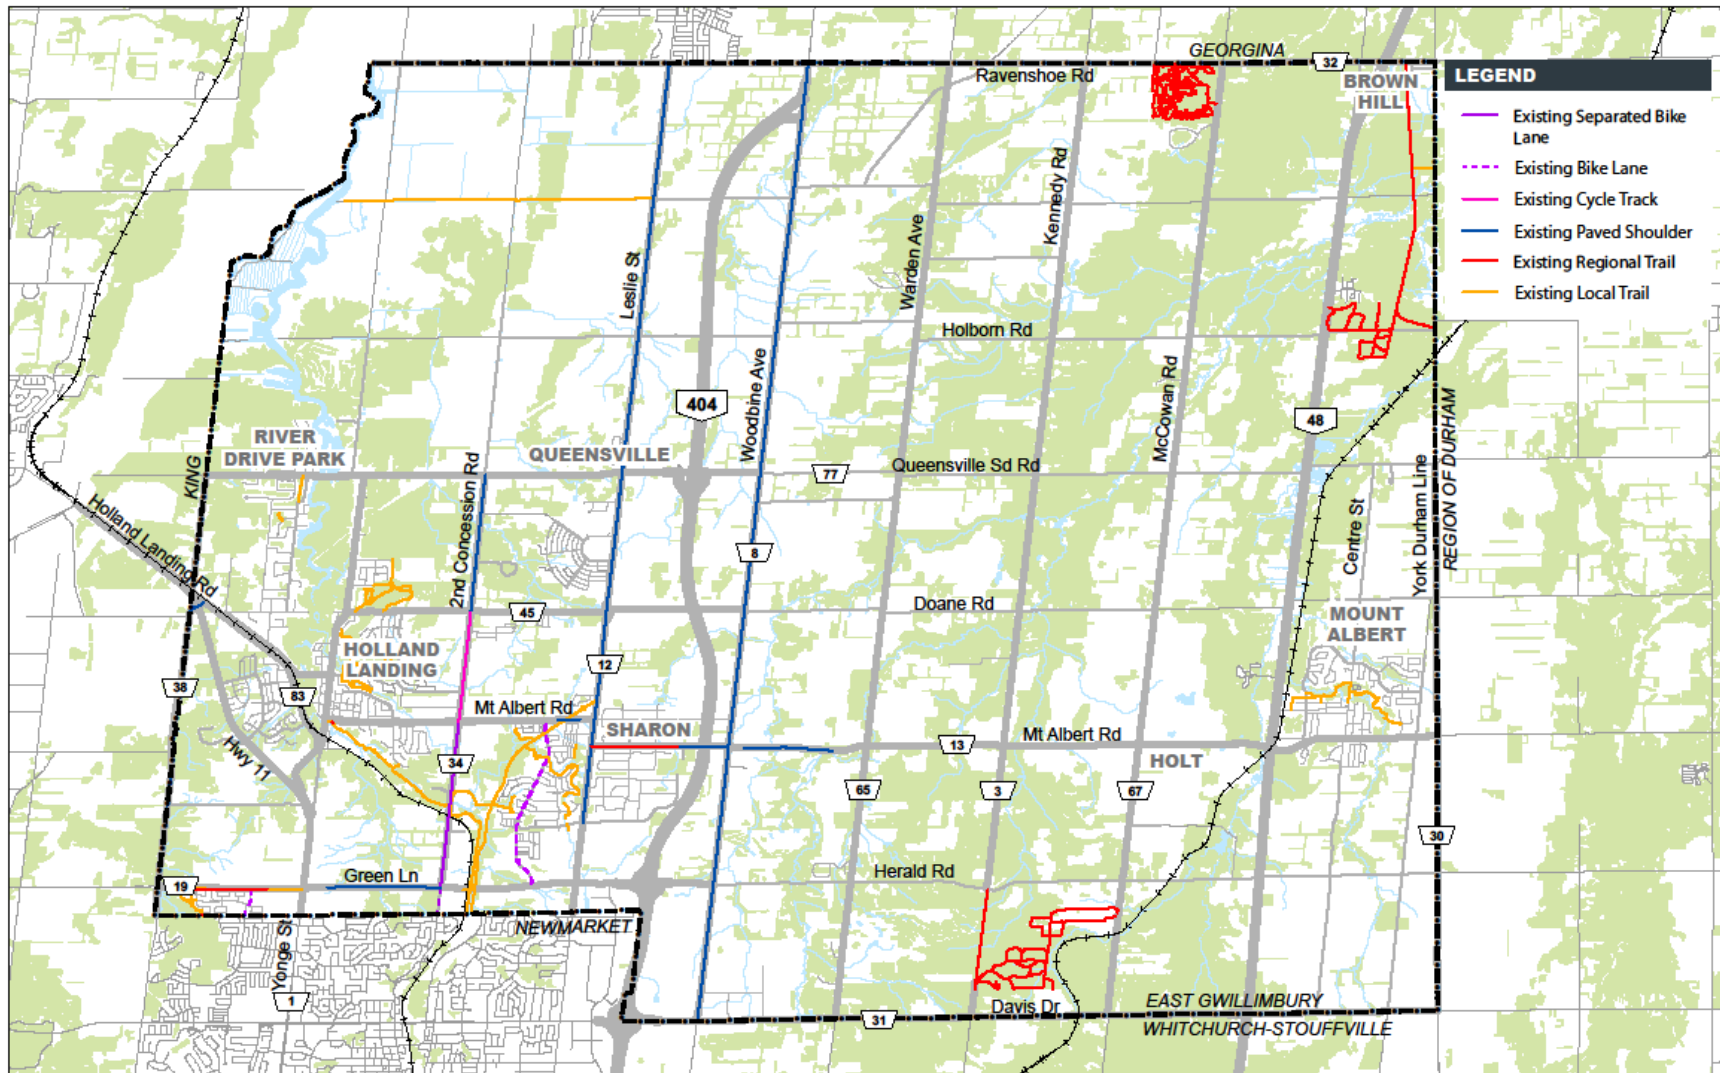 GEORGINA
32
Ravenshoe Rd
BROWN
HILL
LEGEND
Existing Separated Bike
Lane
Existing Bike Lane
Existing Cycle Track
Existing Paved Shoulder
Existing Regional Trail
Existing Local Trail
Kennedy Rd
Warden Ave
Leslie St
Holborn Rd
Woodbine Ave
McCowan Rd
404
48
RIVER
DRIVE PARK
QUEENSVILLE
KING
2nd Concession Rd
77
Queensville Sd Rd
Holland Landing Rd
Centre St
York Durham Line
REGION OF DURHAM
8
45
Doane Rd
MOUNT
ALBERT
HOLLAND
LANDING
12
38
83
Mt Albert Rd
SHARON
13
Mt Albert Rd
HOLT
Hwy 11
34
65
3
67
30
19
Green Ln
Herald Rd
NEWMARKET
Yonge St
1
31
Davis Dr
EAST GWILLIMBURY
WHITCHURCH-STOUFFVILLE